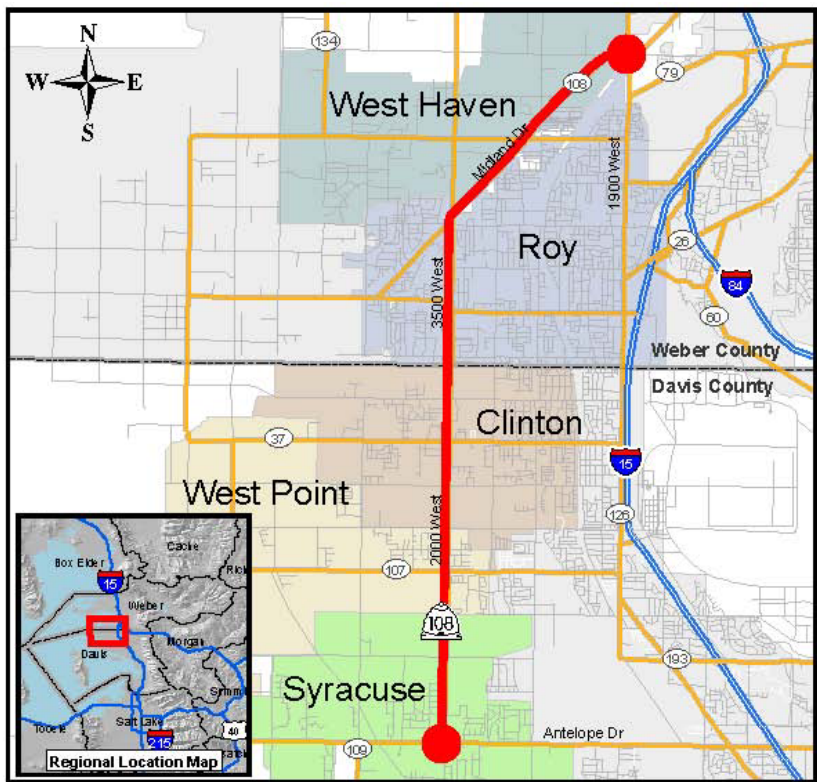 N
W E
S
134
108
79
West Haven
Midland Dr
1900 West
Roy
26
84
3500 West
60
Weber County
Davis County
Clinton
37
15
West Point
2000 West
126
107
108
193
Syracuse
Antelope Dr
109
Cache
Box Elder
Rich
15
Weber
Morgan
Davis
Summit
Salt Lake
Tooele
215
40
Regional Location Map